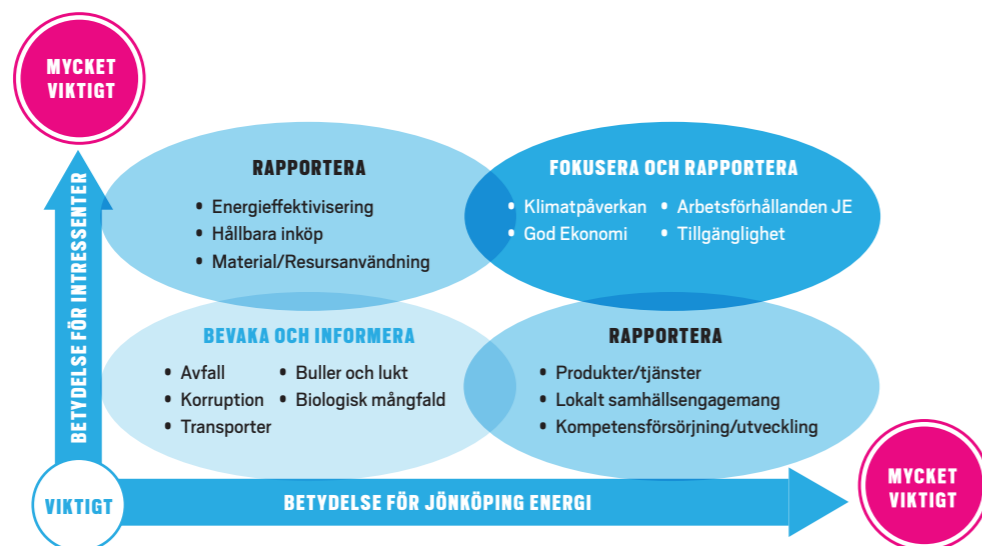 MYCKET
VIKTIGT
BETYDELSE FÖR INTRESSENTER
RAPPORTERA
• Energieffektivisering
• Hållbara inköp
• Material/Resursanvändning
FOKUSERA OCH RAPPORTERA
• Klimatpåverkan • Arbetsförhållanden JE
• God Ekonomi • Tillgänglighet
BEVAKA OCH INFORMERA
• Avfall • Buller och lukt
• Korruption • Biologisk mångfald
• Transporter
RAPPORTERA
• Produkter/tjänster
• Lokalt samhällsengagemang
• Kompetensförsörjning/utveckling
VIKTIGT
BETYDELSE FÖR JÖNKÖPING ENERGI
MYCKET
VIKTIGT